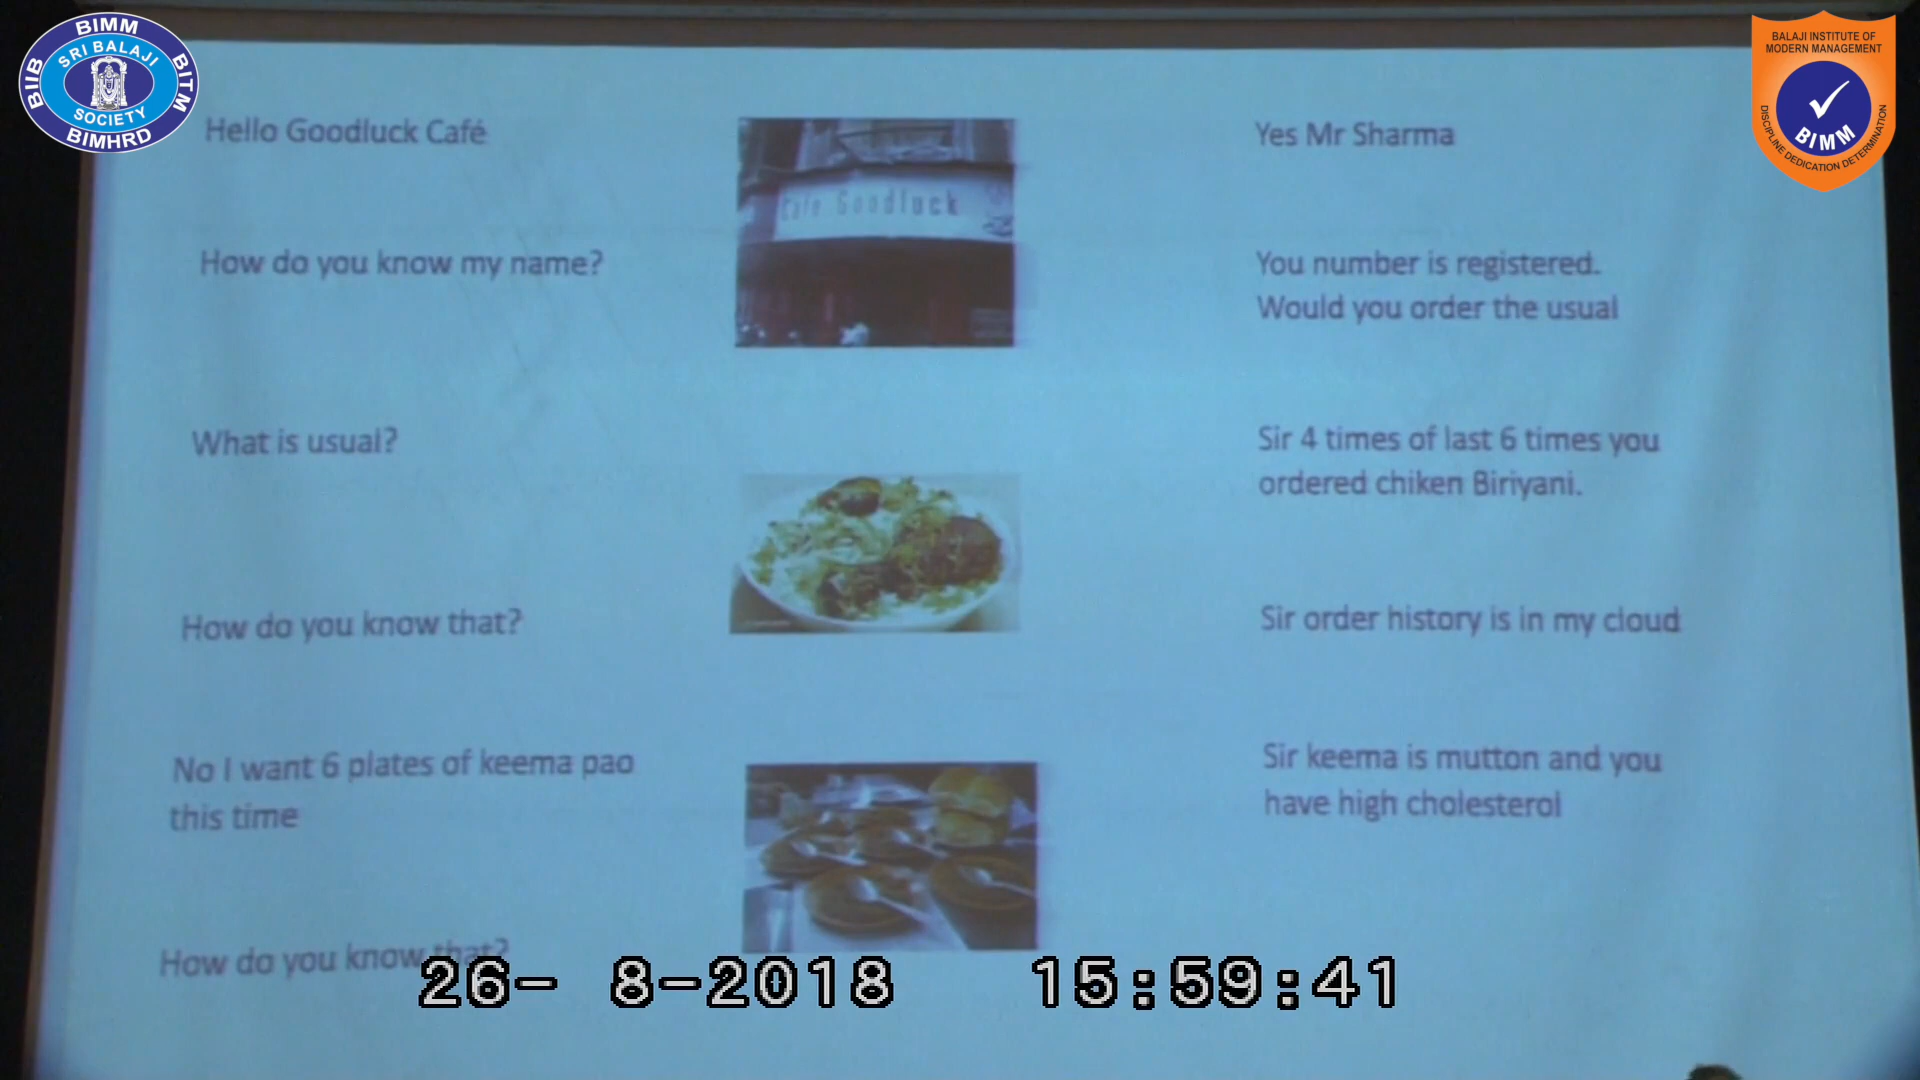 BIMM
SRI BALAJI
BIIB
BITM
SOCIETY
BIMHRD
BALAJI INSTITUTE OF
MODERN MANAGEMENT
BIMM
DISCIPLINE DEDICATION DETERMINATION
Hello Goodluck Café
Cafe Goodluck
Yes Mr Sharma
How do you know my name?
You number is registered.
Would you order the usual
What is usual?
Sir 4 times of last 6 times you
ordered chiken Biriyani.
How do you know that?
Sir order history is in my cloud
No I want 6 plates of keema pao
this time
Sir keema is mutton and you
have high cholesterol
How do you know that?
26- 8-2018 15:59:41